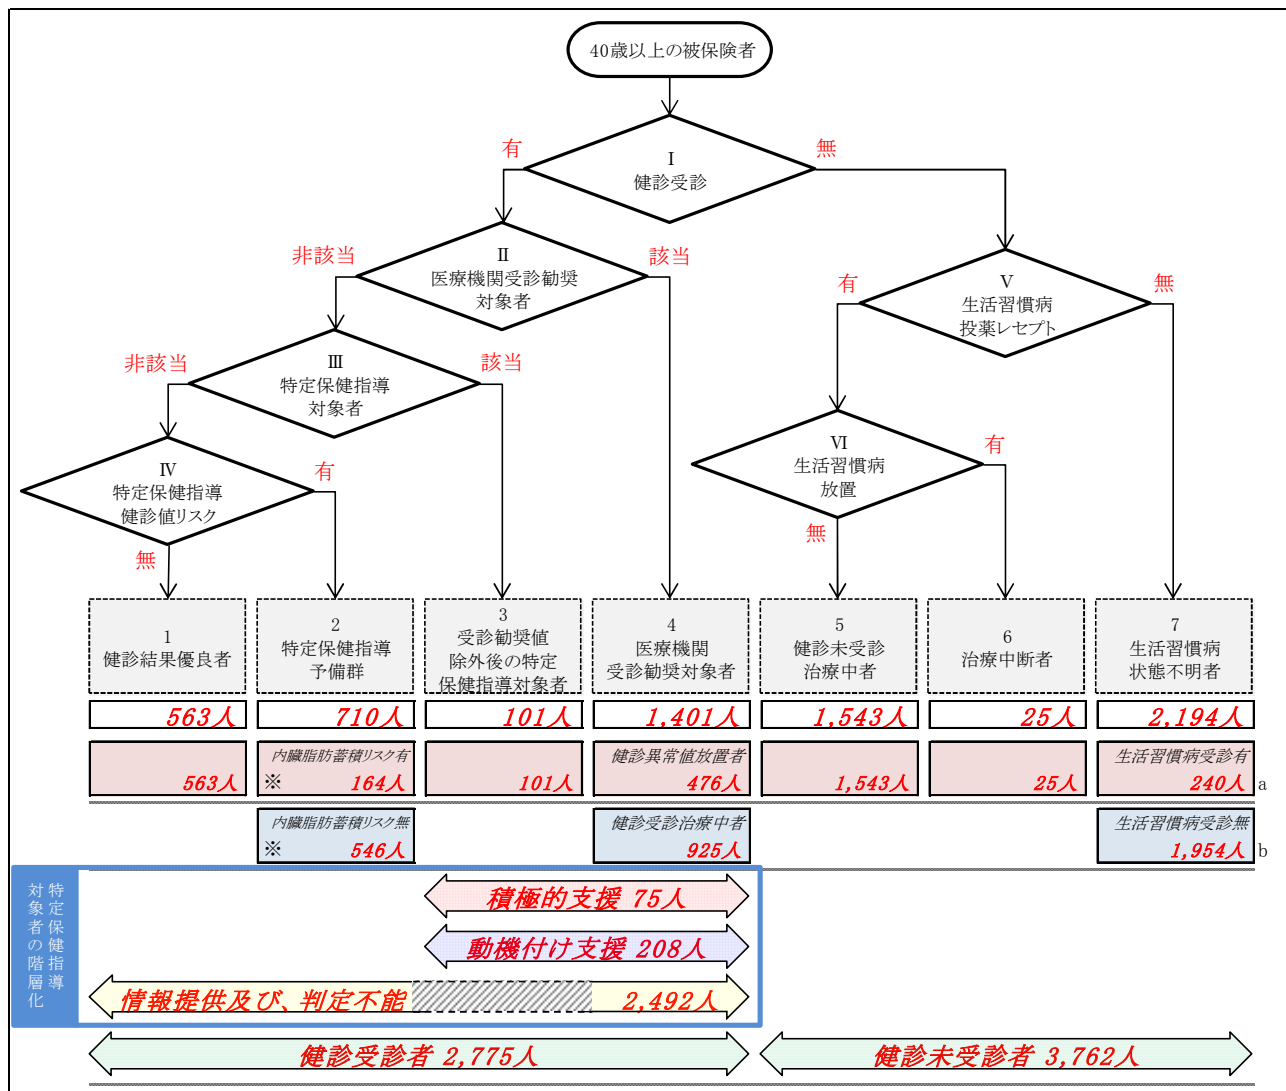 40歳以上の被保険者
Ⅰ
健診受診
有
無
Ⅱ
医療機関受診勧奨
対象者
非該当
該当
Ⅴ
生活習慣病
投薬レセプト
有
無
Ⅲ
特定保健指導
対象者
非該当
該当
Ⅳ
特定保健指導
健診値リスク
有
無
Ⅵ
生活習慣病
放置
有
無
1
健診結果優良者
2
特定保健指導
予備群
3
受診勧奨値
除外後の特定
保健指導対象者
4
医療機関
受診勧奨対象者
5
健診未受診
治療中者
6
治療中断者
7
生活習慣病
状態不明者
563人
710人
101人
1,401人
1,543人
25人
2,194人
563人
内臓脂肪蓄積リスク有
※ 164人
101人
健診異常値放置者
476人
1,543人
25人
生活習慣病受診有
240人
a
内臓脂肪蓄積リスク無
※ 546人
健診受診治療中者
925人
生活習慣病受診無
1,954人
b
特定保健指導
対象者の階層化
積極的支援 75人
動機付け支援 208人
情報提供及び、判定不能 2,492人
健診受診者 2,775人
健診未受診者 3,762人